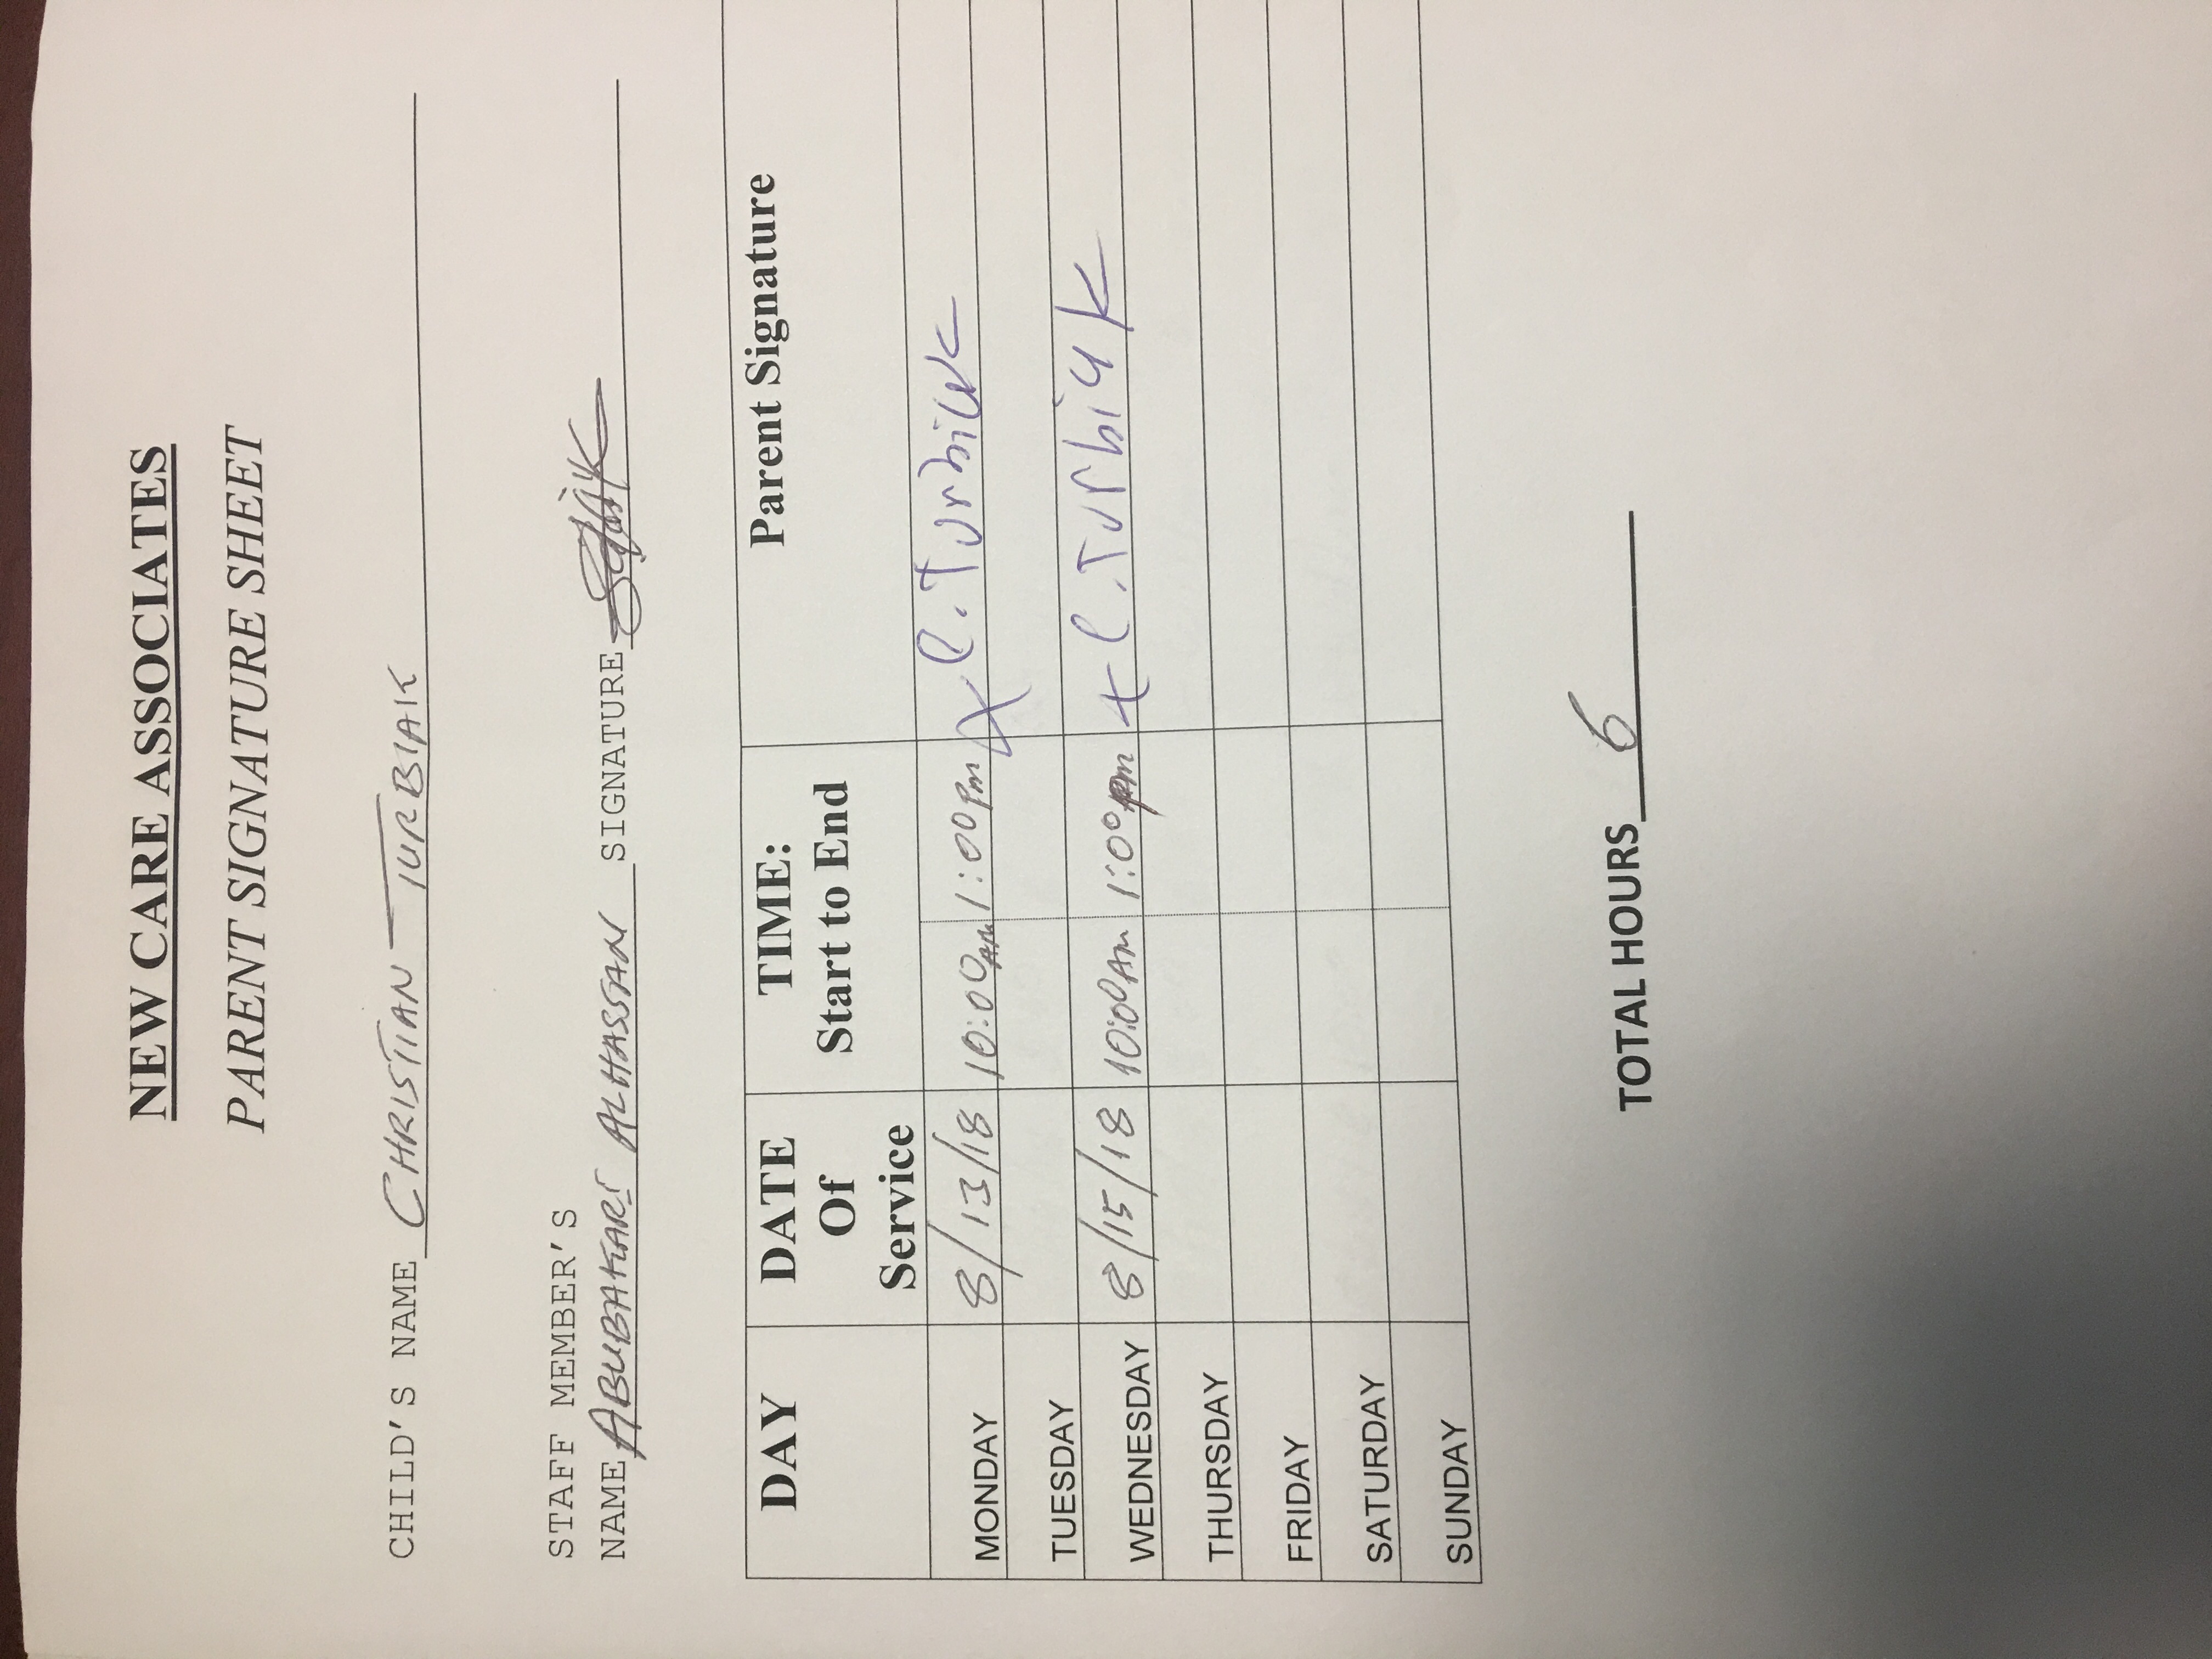 NEW CARE ASSOCIATES
PARENT SIGNATURE SHEET
CHILD'S NAME CHRISTIAN TURBIAK
STAFF MEMBER'S
NAME ABUBAKARI ALHASSAN SIGNATURE
DAY DATE Of Service TIME: Start to End Parent Signature
MONDAY 8/13/18 10:00AM 1:00pm C. Turbiak
TUESDAY
WEDNESDAY 8/15/18 10:00AM 1:00pm C. Turbiak
THURSDAY
FRIDAY
SATURDAY
SUNDAY
TOTAL HOURS 6